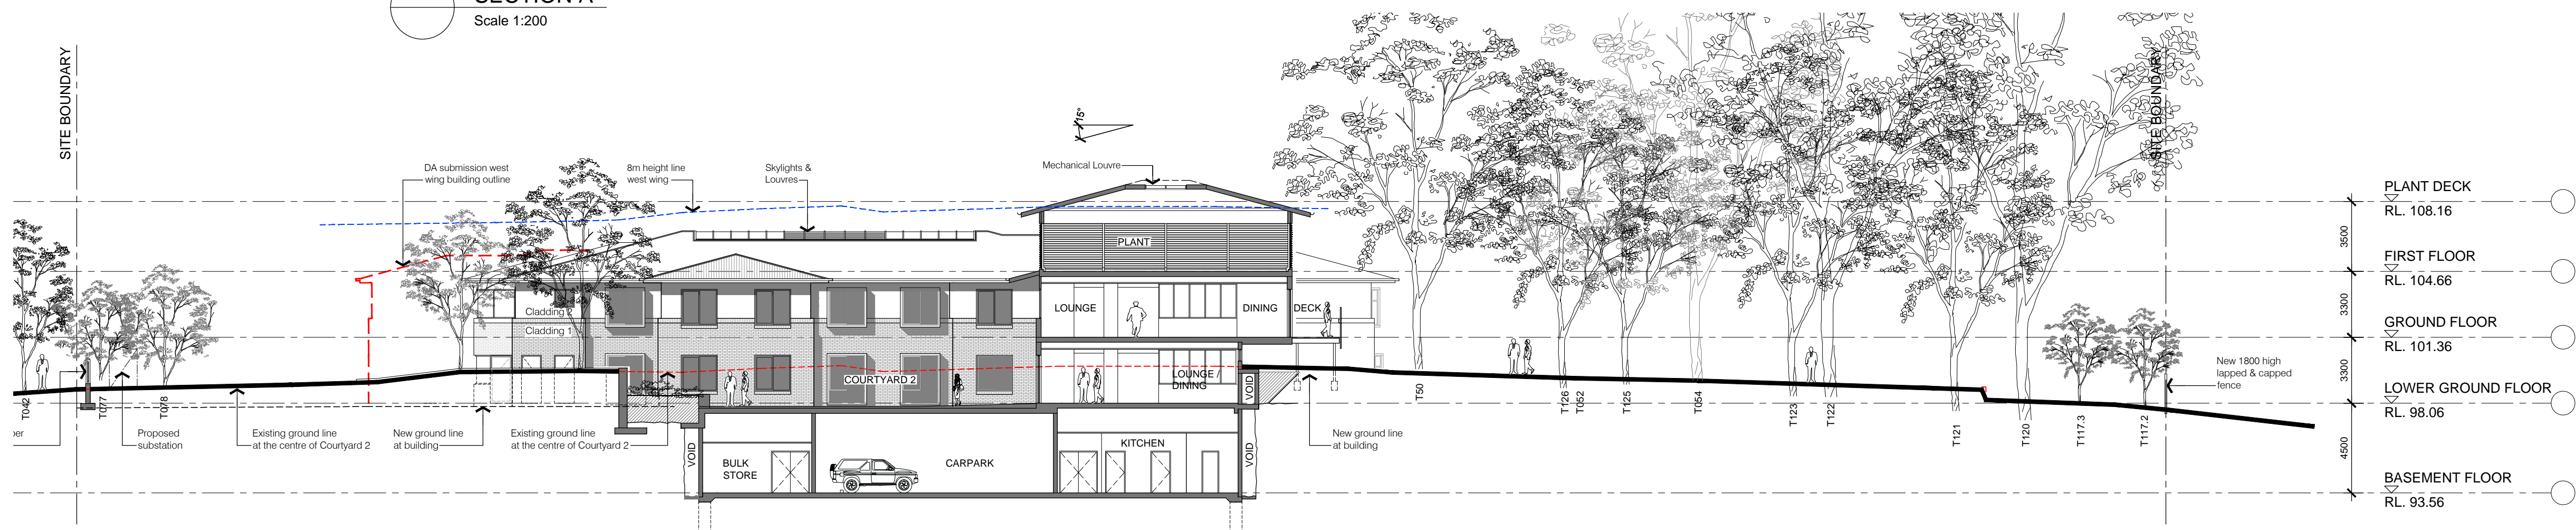 SECTION A
Scale 1:200
SITE BOUNDARY
DA submission west
wing building outline
8m height line
west wing
Skylights &
Louvres
15°
Mechanical Louvre
SITE BOUNDARY
PLANT DECK
RL. 108.16
3500
FIRST FLOOR
RL. 104.66
3300
GROUND FLOOR
RL. 101.36
3300
LOWER GROUND FLOOR
RL. 98.06
4500
BASEMENT FLOOR
RL. 93.56
PLANT
LOUNGE
DINING
DECK
Cladding 2
Cladding 1
COURTYARD 2
LOUNGE /
DINING
VOID
New 1800 high
lapped & capped
fence
T042
T077
T078
T50
T126
T052
T125
T054
T123
T122
T121
T120
T117.3
T117.2
per
Proposed
substation
Existing ground line
at the centre of Courtyard 2
New ground line
at building
Existing ground line
at the centre of Courtyard 2
VOID
BULK
STORE
CARPARK
KITCHEN
VOID
New ground line
at building